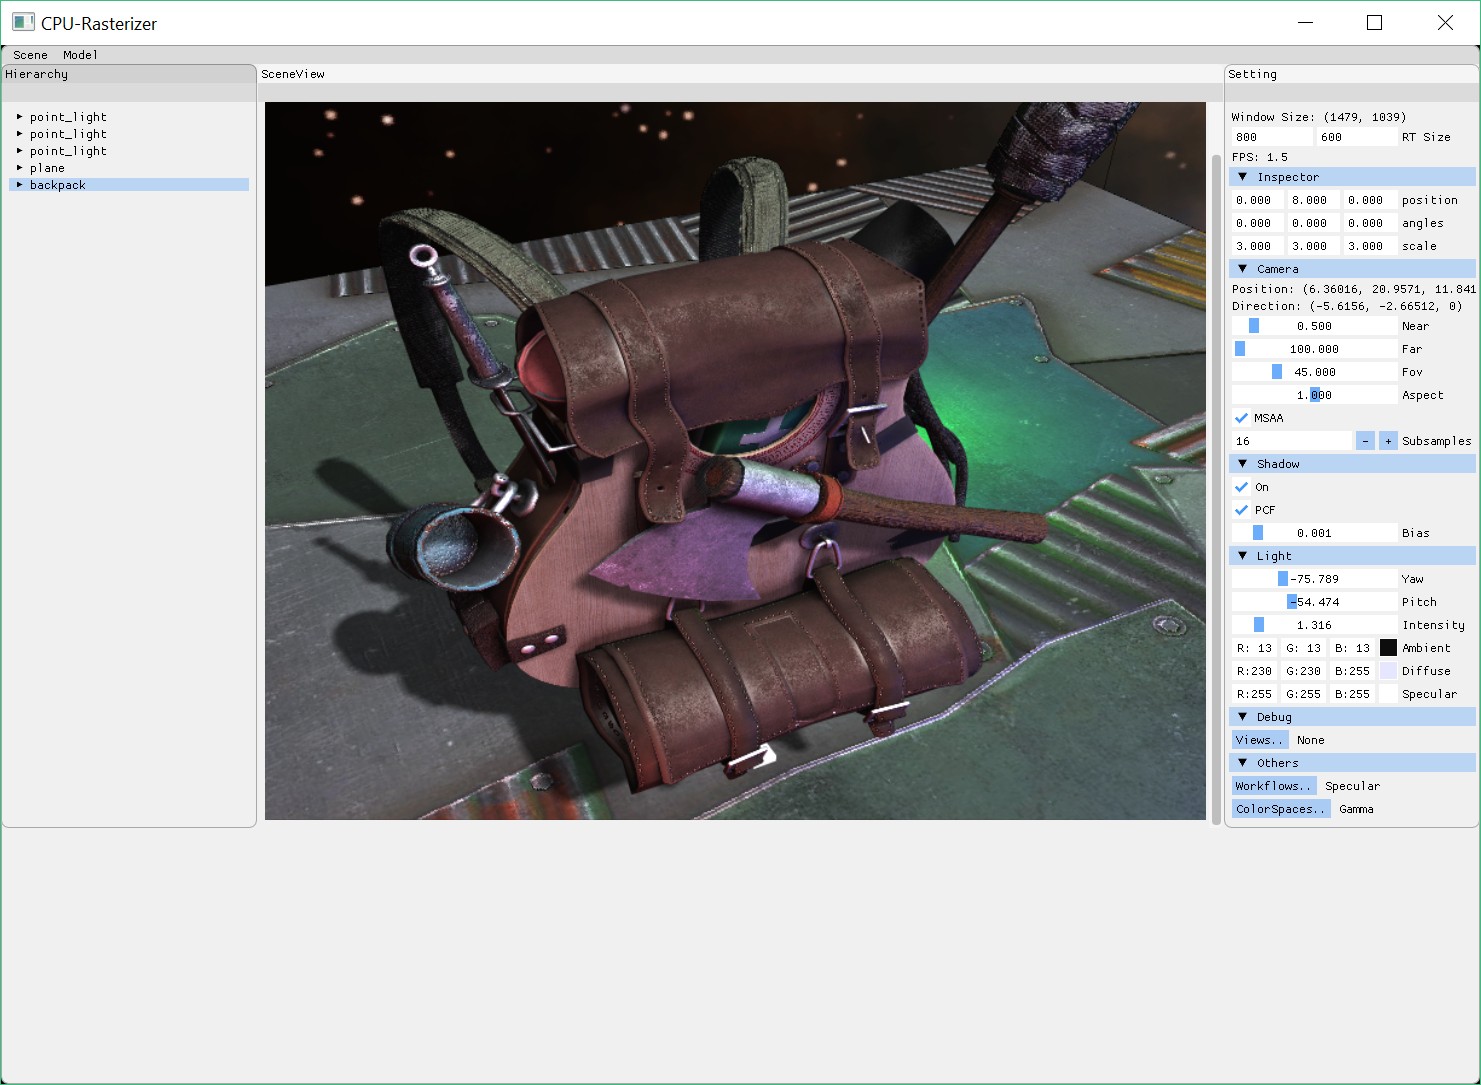 CPU-Rasterizer
Scene Model
Hierarchy
point_light
point_light
point_light
plane
backpack
SceneView
Setting
Window Size: (1479, 1039)
800 600 RT Size
FPS: 1.5
Inspector
0.000 8.000 0.000 position
0.000 0.000 0.000 angles
3.000 3.000 3.000 scale
Camera
Position: (6.36016, 20.9571, 11.841
Direction: (-5.6156, -2.66512, 0)
0.500 Near
100.000 Far
45.000 Fov
1.000 Aspect
MSAA
16 - + Subsamples
Shadow
On
PCF
0.001 Bias
Light
-75.789 Yaw
-54.474 Pitch
1.316 Intensity
R: 13 G: 13 B: 13 Ambient
R:230 G:230 B:255 Diffuse
R:255 G:255 B:255 Specular
Debug
Views.. None
Others
Workflows.. Specular
ColorSpaces.. Gamma